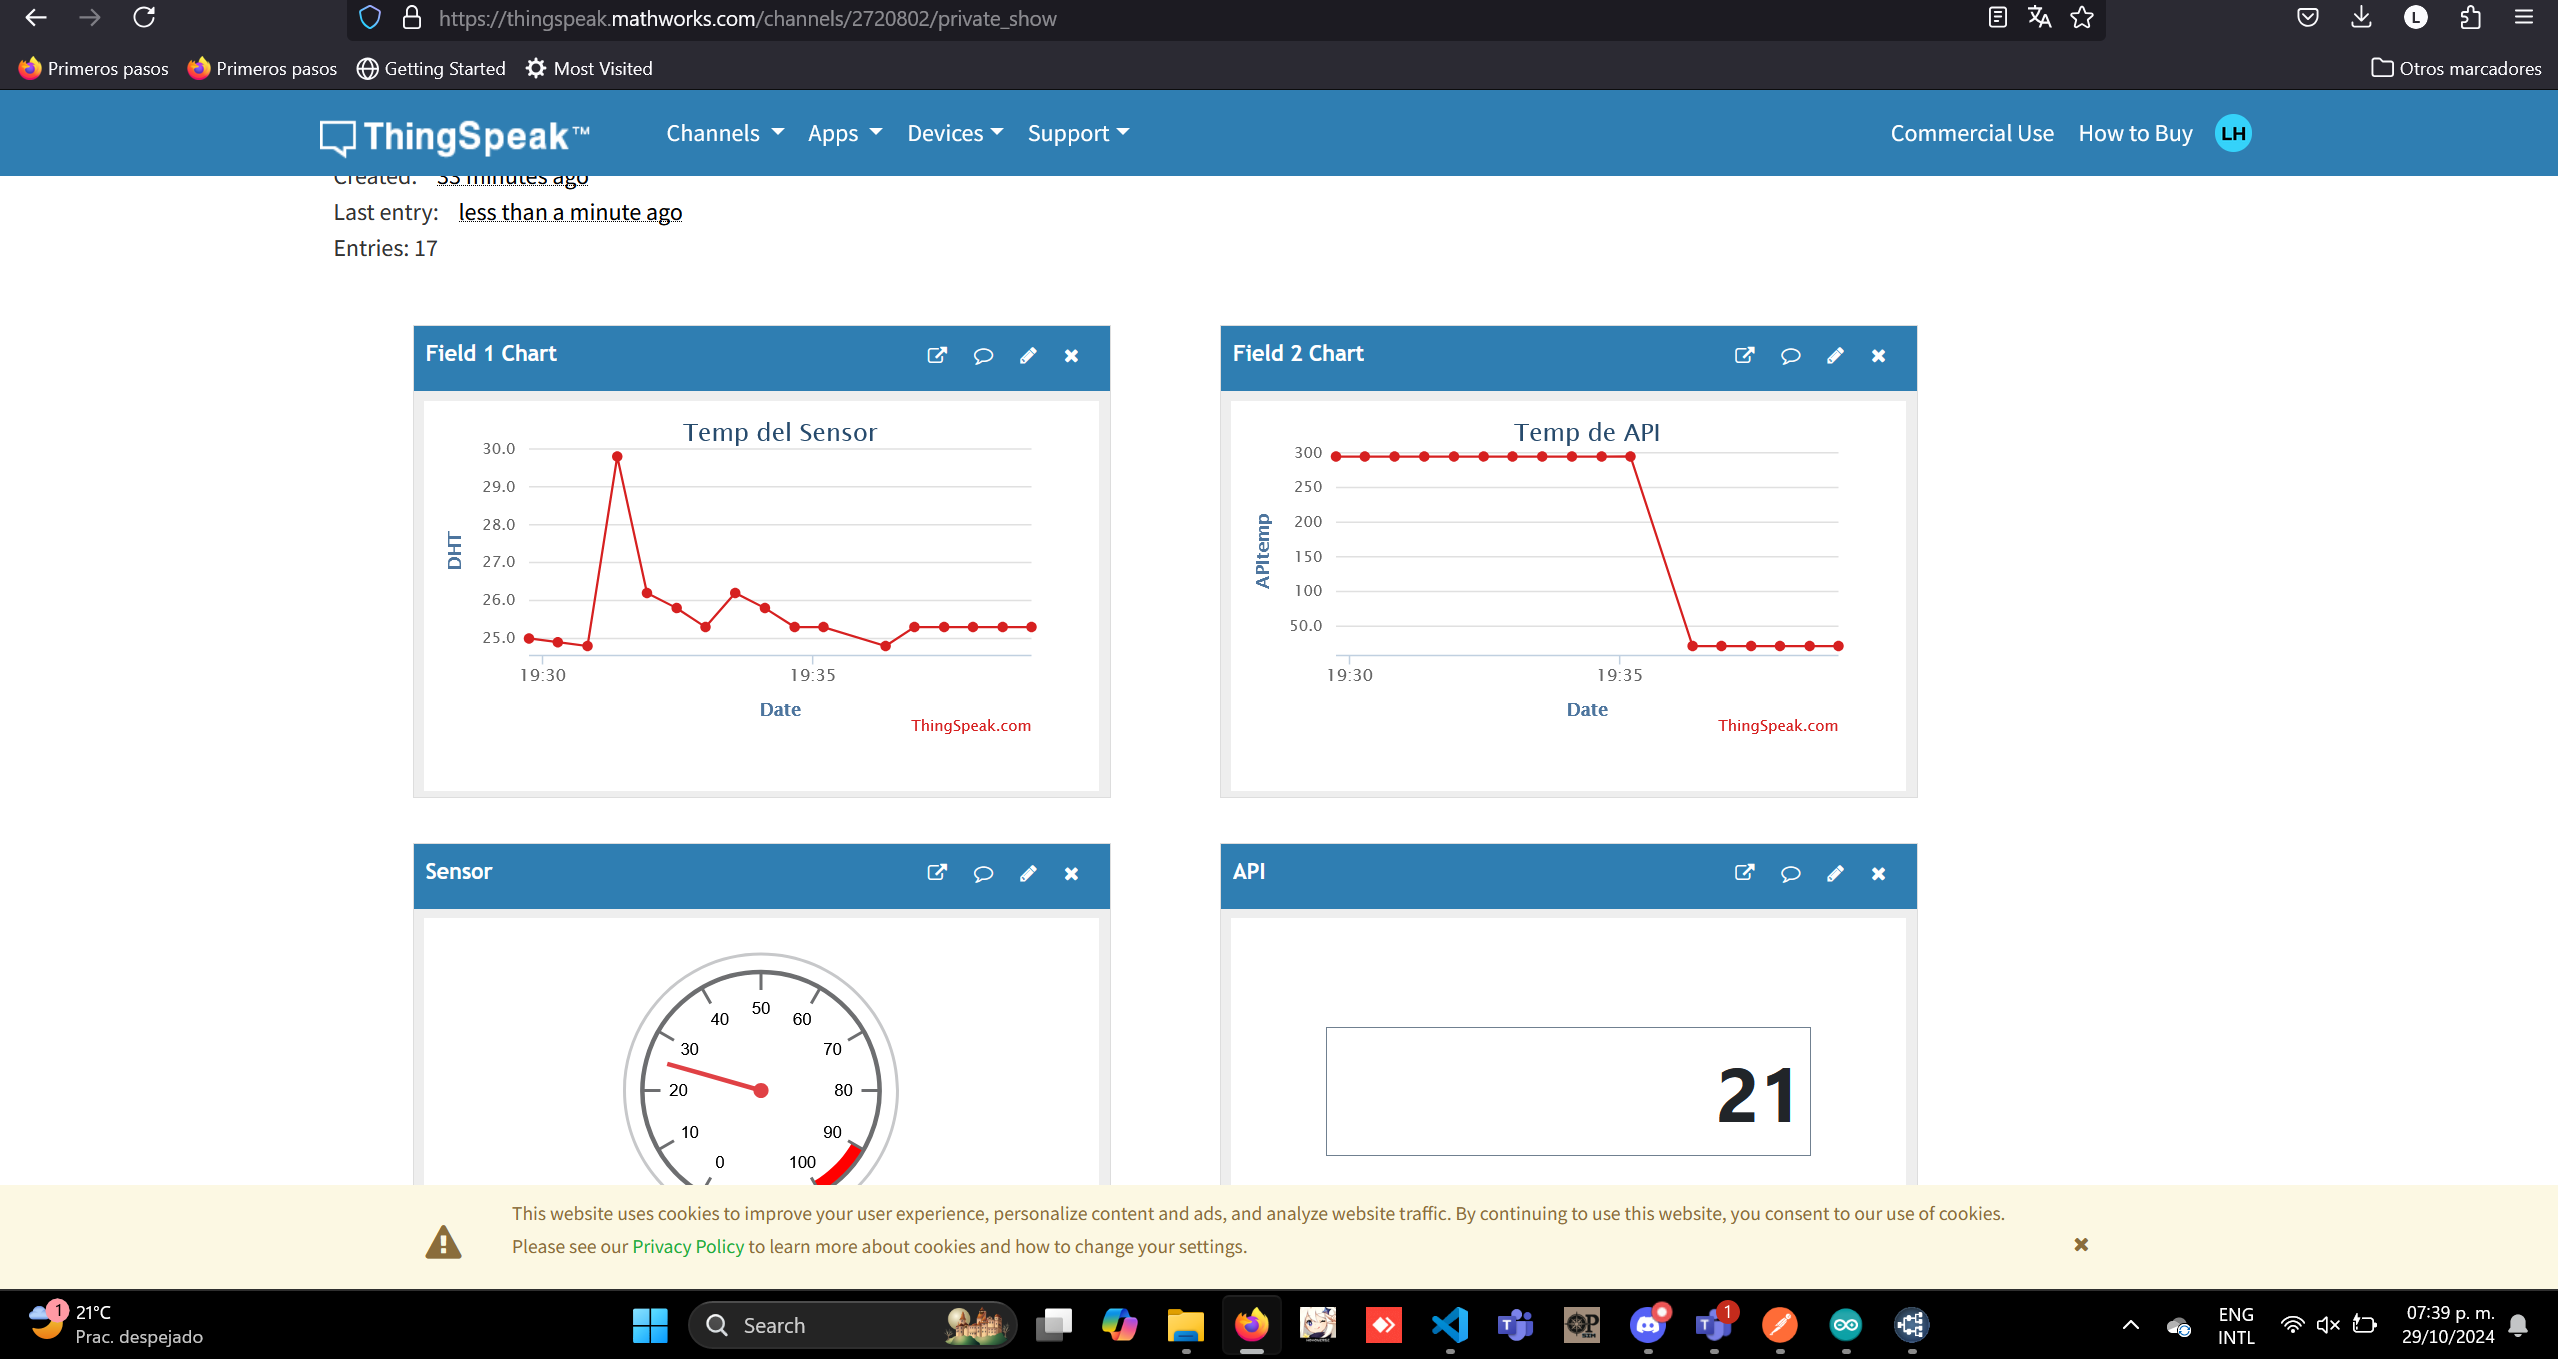 https://thingspeak.mathworks.com/channels/2720802/private_show
L
Primeros pasos
Primeros pasos
Getting Started
Most Visited
Otros marcadores
ThingSpeak™
Channels
Apps
Devices
Support
Commercial Use
How to Buy
LH
Created: 33 minutes ago
Last entry: less than a minute ago
Entries: 17
Field 1 Chart
Temp del Sensor
30.0
29.0
28.0
27.0
26.0
25.0
DHT
19:30
19:35
Date
ThingSpeak.com
Field 2 Chart
Temp de API
300
250
200
150
100
50.0
APItemp
19:30
19:35
Date
ThingSpeak.com
Sensor
0
10
20
30
40
50
60
70
80
90
100
API
21
This website uses cookies to improve your user experience, personalize content and ads, and analyze website traffic. By continuing to use this website, you consent to our use of cookies.
Please see our Privacy Policy to learn more about cookies and how to change your settings.
1
21°C
Prac. despejado
Search
1
ENG
INTL
07:39 p. m.
29/10/2024